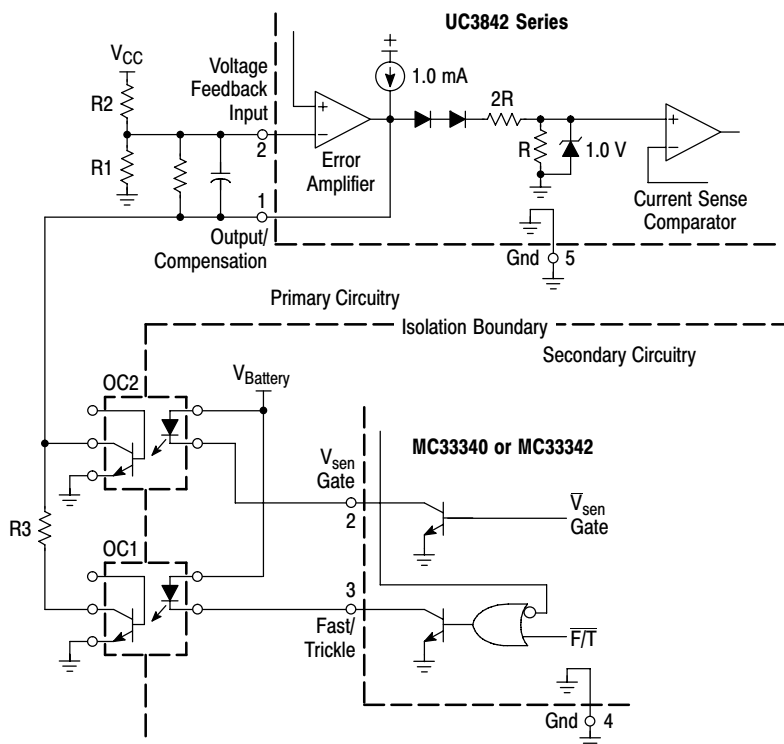 UC3842 Series
VCC
Voltage
Feedback
Input
+
1.0 mA
R2
2R
+
−
2
Error
Amplifier
R
1.0 V
+
−
R1
Current Sense
Comparator
1
Output/
Compensation
Gnd
5
Primary Circuitry
Isolation Boundary
Secondary Circuitry
OC2
VBattery
MC33340 or MC33342
Vsen
Gate
2
V̅sen
Gate
R3
OC1
3
Fast/
Trickle
F̅/̅T̅
Gnd
4